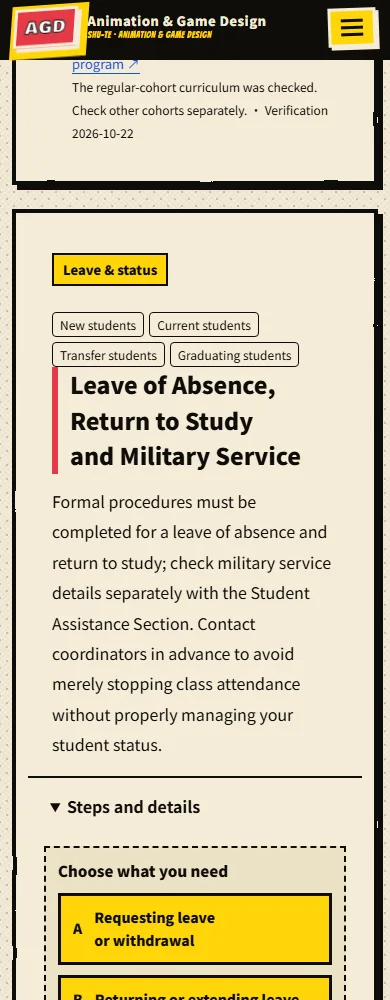 AGD
Animation & Game Design
SHU-TE · ANIMATION & GAME DESIGN
program ↗
The regular-cohort curriculum was checked.
Check other cohorts separately. • Verification
2026-10-22
Leave & status
New students
Current students
Transfer students
Graduating students
Leave of Absence,
Return to Study
and Military Service
Formal procedures must be
completed for a leave of absence and
return to study; check military service
details separately with the Student
Assistance Section. Contact
coordinators in advance to avoid
merely stopping class attendance
without properly managing your
student status.
▼ Steps and details
Choose what you need
A Requesting leave
or withdrawal
B Returning or extending leave